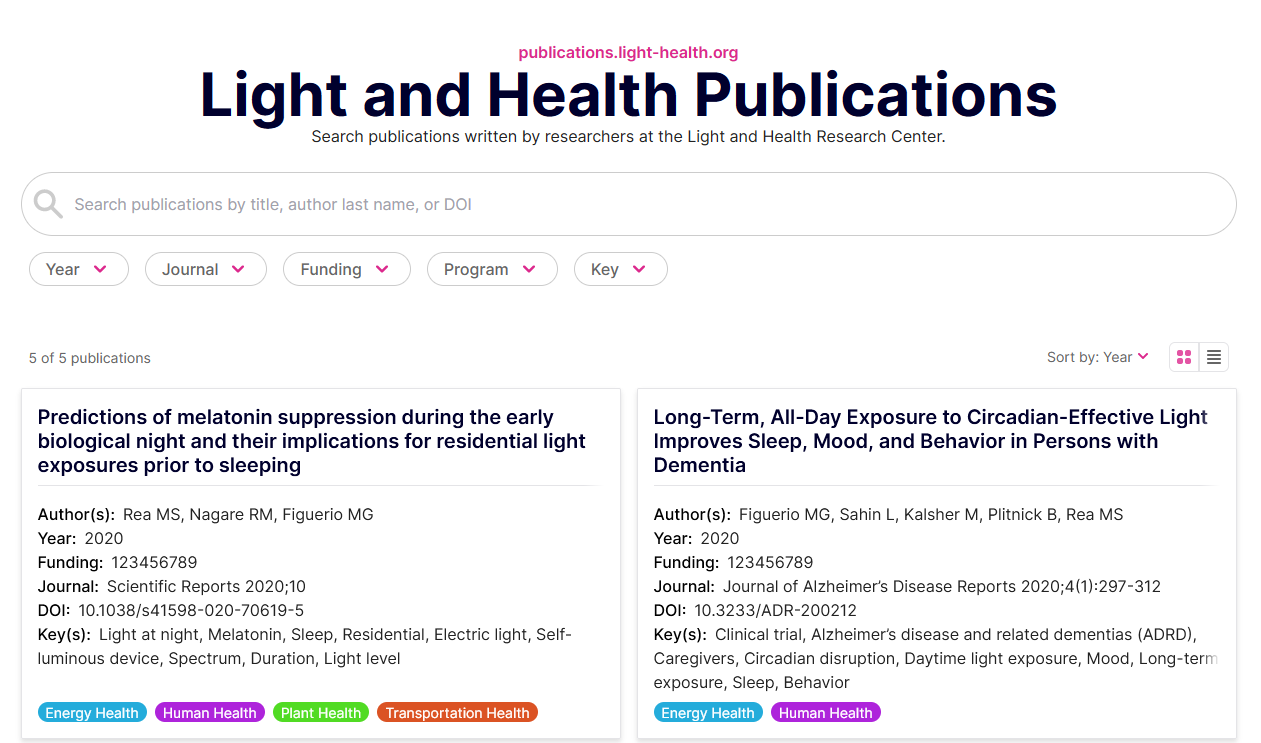 publications.light-health.org
Light and Health Publications
Search publications written by researchers at the Light and Health Research Center.
Search publications by title, author last name, or DOI
Year
Journal
Funding
Program
Key
5 of 5 publications
Sort by: Year
Predictions of melatonin suppression during the early
biological night and their implications for residential light
exposures prior to sleeping
Author(s): Rea MS, Nagare RM, Figuerio MG
Year: 2020
Funding: 123456789
Journal: Scientific Reports 2020;10
DOI: 10.1038/s41598-020-70619-5
Key(s): Light at night, Melatonin, Sleep, Residential, Electric light, Self-
luminous device, Spectrum, Duration, Light level
Energy Health
Human Health
Plant Health
Transportation Health
Long-Term, All-Day Exposure to Circadian-Effective Light
Improves Sleep, Mood, and Behavior in Persons with
Dementia
Author(s): Figuerio MG, Sahin L, Kalsher M, Plitnick B, Rea MS
Year: 2020
Funding: 123456789
Journal: Journal of Alzheimer’s Disease Reports 2020;4(1):297-312
DOI: 10.3233/ADR-200212
Key(s): Clinical trial, Alzheimer’s disease and related dementias (ADRD),
Caregivers, Circadian disruption, Daytime light exposure, Mood, Long-term
exposure, Sleep, Behavior
Energy Health
Human Health